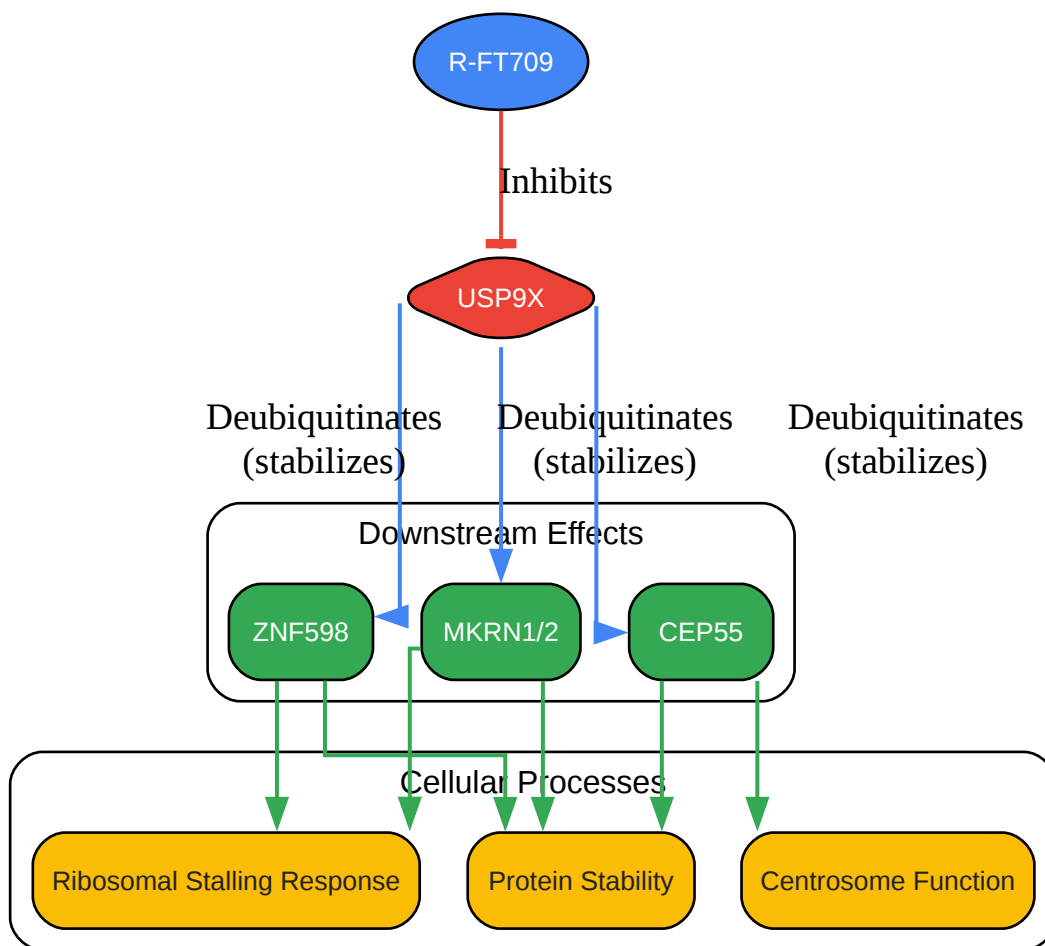 R-FT709
Inhibits
USP9X
Deubiquitinates
(stabilizes)
Deubiquitinates
(stabilizes)
Deubiquitinates
(stabilizes)
Downstream Effects
ZNF598
MKRN1/2
CEP55
Cellular Processes
Ribosomal Stalling Response
Protein Stability
Centrosome Function